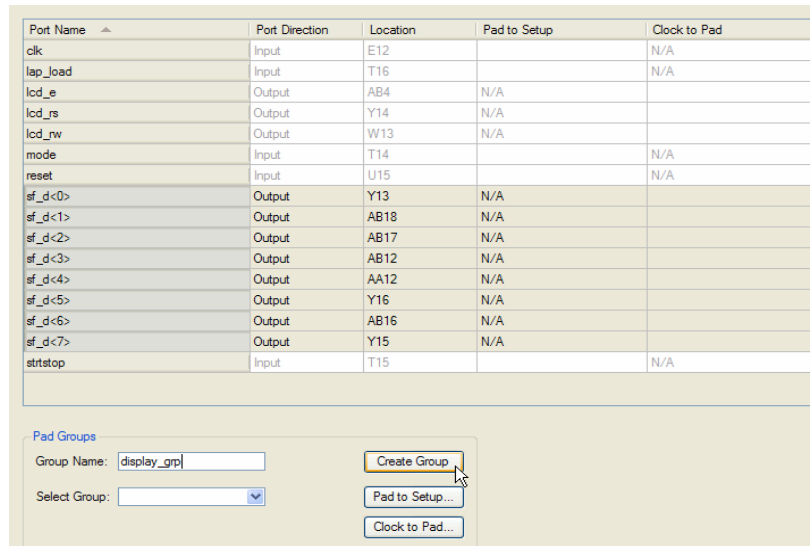 Port Name Port Direction Location Pad to Setup Clock to Pad
clk Input E12 N/A
lap_load Input T16 N/A
lcd_e Output AB4 N/A
lcd_rs Output Y14 N/A
lcd_rw Output W13 N/A
mode Input T14 N/A
reset Input U15 N/A
sf_d<0> Output Y13 N/A
sf_d<1> Output AB18 N/A
sf_d<2> Output AB17 N/A
sf_d<3> Output AB12 N/A
sf_d<4> Output AA12 N/A
sf_d<5> Output Y16 N/A
sf_d<6> Output AB16 N/A
sf_d<7> Output Y15 N/A
strtstop Input T15 N/A
Pad Groups
Group Name: display_grp Create Group
Select Group: Pad to Setup...
Clock to Pad...